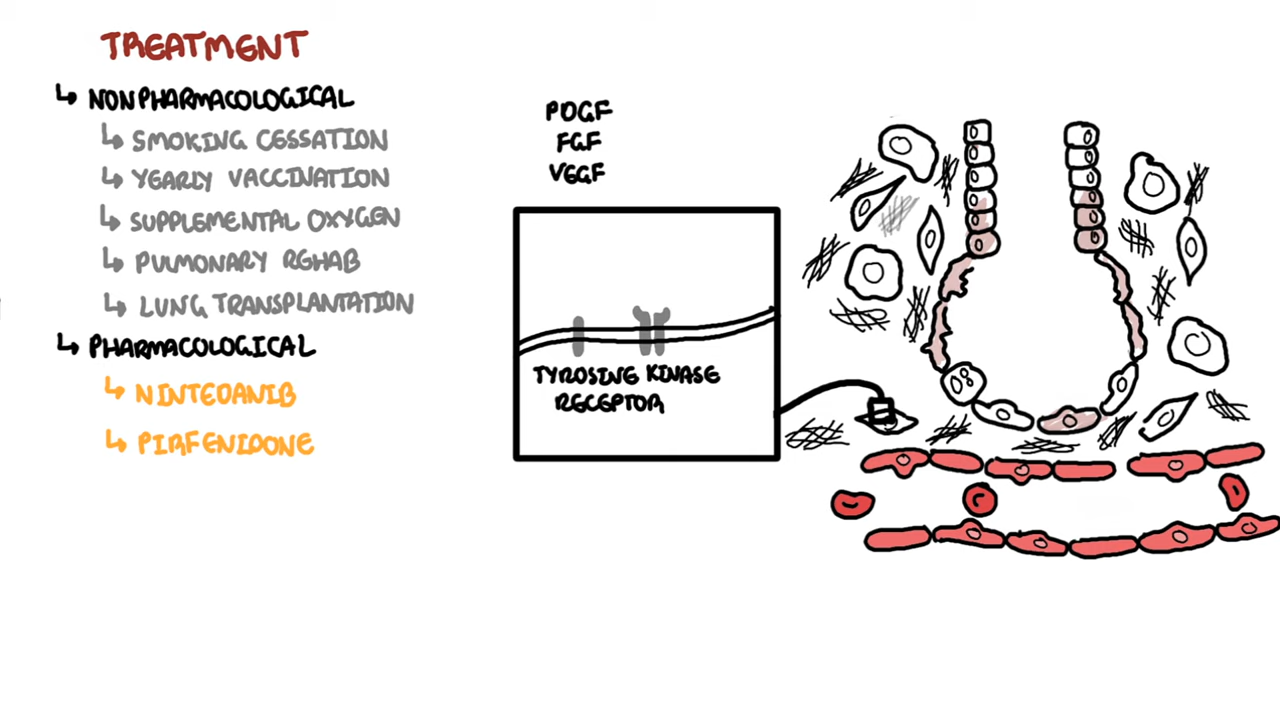 TREATMENT
↳ NONPHARMACOLOGICAL
↳ SMOKING CESSATION
↳ YEARLY VACCINATION
↳ SUPPLEMENTAL OXYGEN
↳ PULMONARY REHAB
↳ LUNG TRANSPLANTATION
↳ PHARMACOLOGICAL
↳ NINTEDANIB
↳ PIRFENIDONE
PDGF
FGF
VEGF
TYROSINE KINASE
RECEPTOR